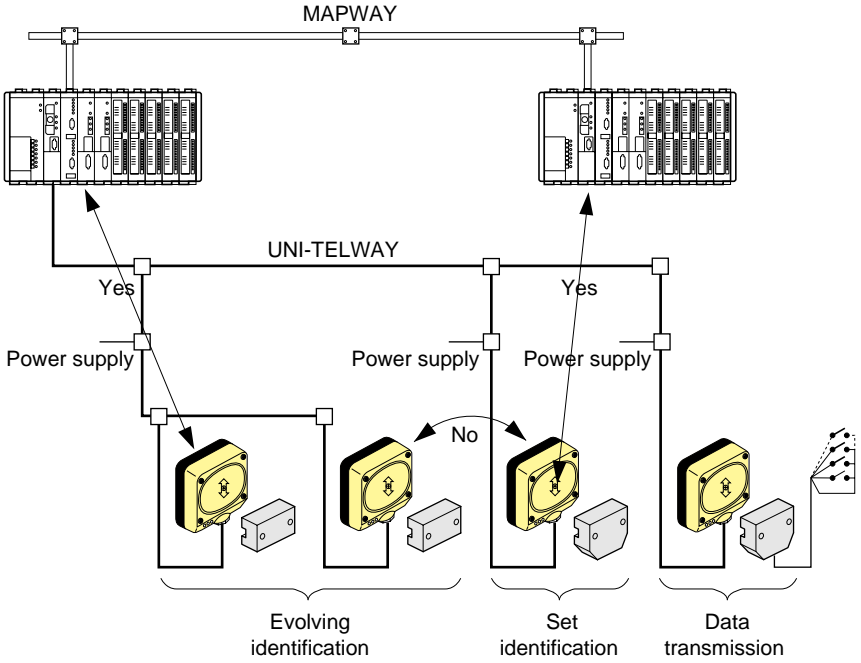 MAPWAY
UNI-TELWAY
Yes
Yes
Power supply
Power supply
Power supply
No
Evolving
identification
Set
identification
Data
transmission